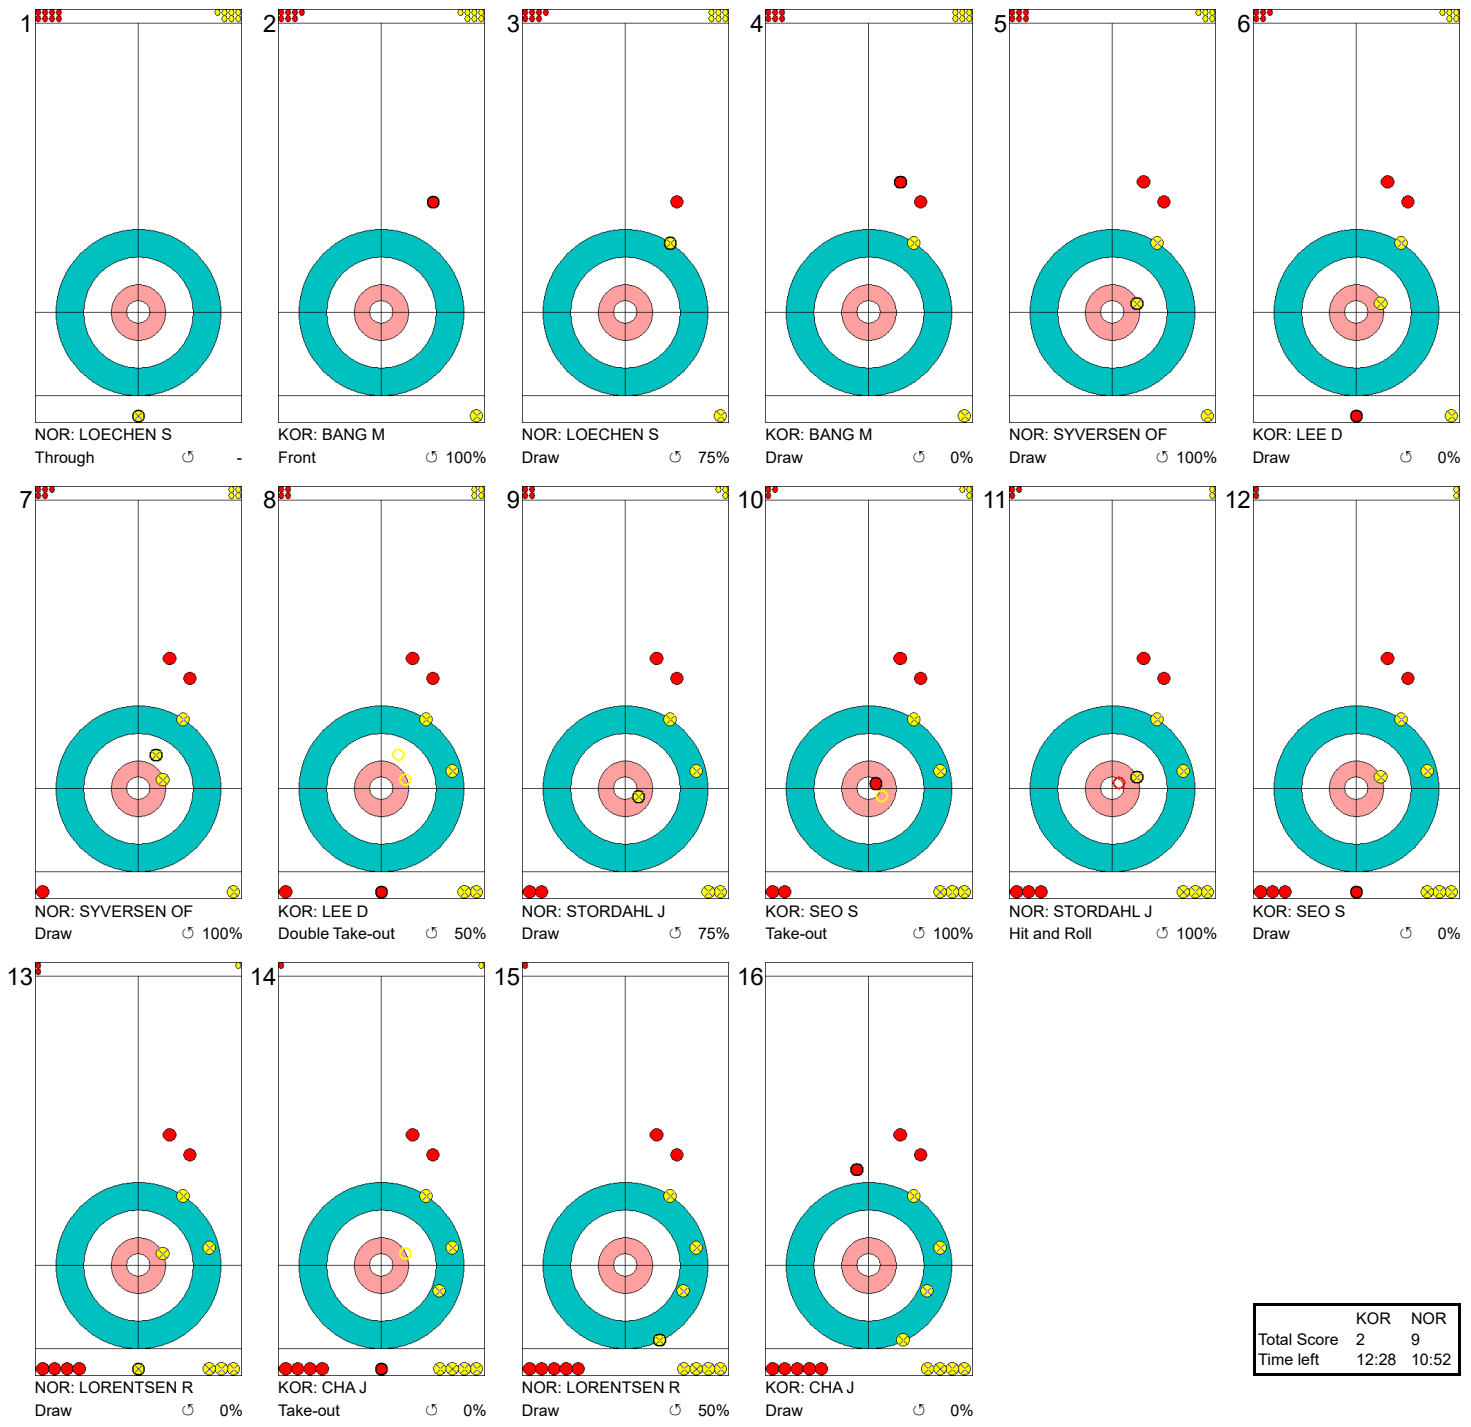 1
NOR: LOECHEN S
Through ↺ -
2
KOR: BANG M
Front ↺ 100%
3
NOR: LOECHEN S
Draw ↺ 75%
4
KOR: BANG M
Draw ↺ 0%
5
NOR: SYVERSEN OF
Draw ↺ 100%
6
KOR: LEE D
Draw ↺ 0%
7
NOR: SYVERSEN OF
Draw ↺ 100%
8
KOR: LEE D
Double Take-out ↺ 50%
9
NOR: STORDAHL J
Draw ↺ 75%
10
KOR: SEO S
Take-out ↺ 100%
11
NOR: STORDAHL J
Hit and Roll ↺ 100%
12
KOR: SEO S
Draw ↺ 0%
13
NOR: LORENTSEN R
Draw ↺ 0%
14
KOR: CHA J
Take-out ↺ 0%
15
NOR: LORENTSEN R
Draw ↺ 50%
16
KOR: CHA J
Draw ↺ 0%
KOR NOR
Total Score 2 9
Time left 12:28 10:52